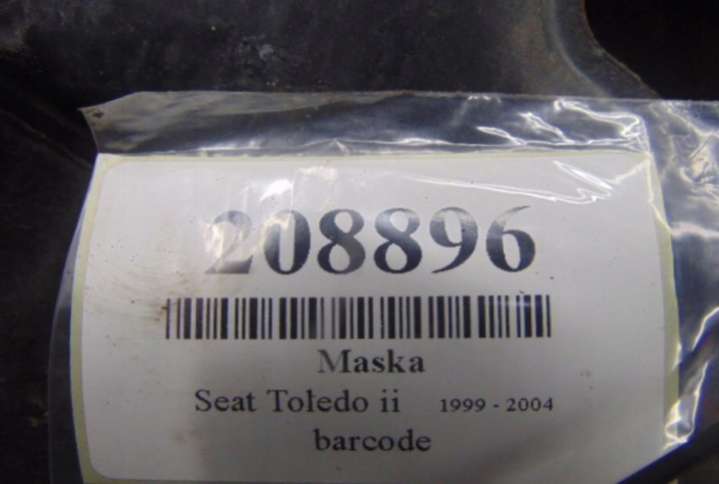 208896
Maska
Seat Toledo ii 1999 - 2004
barcode